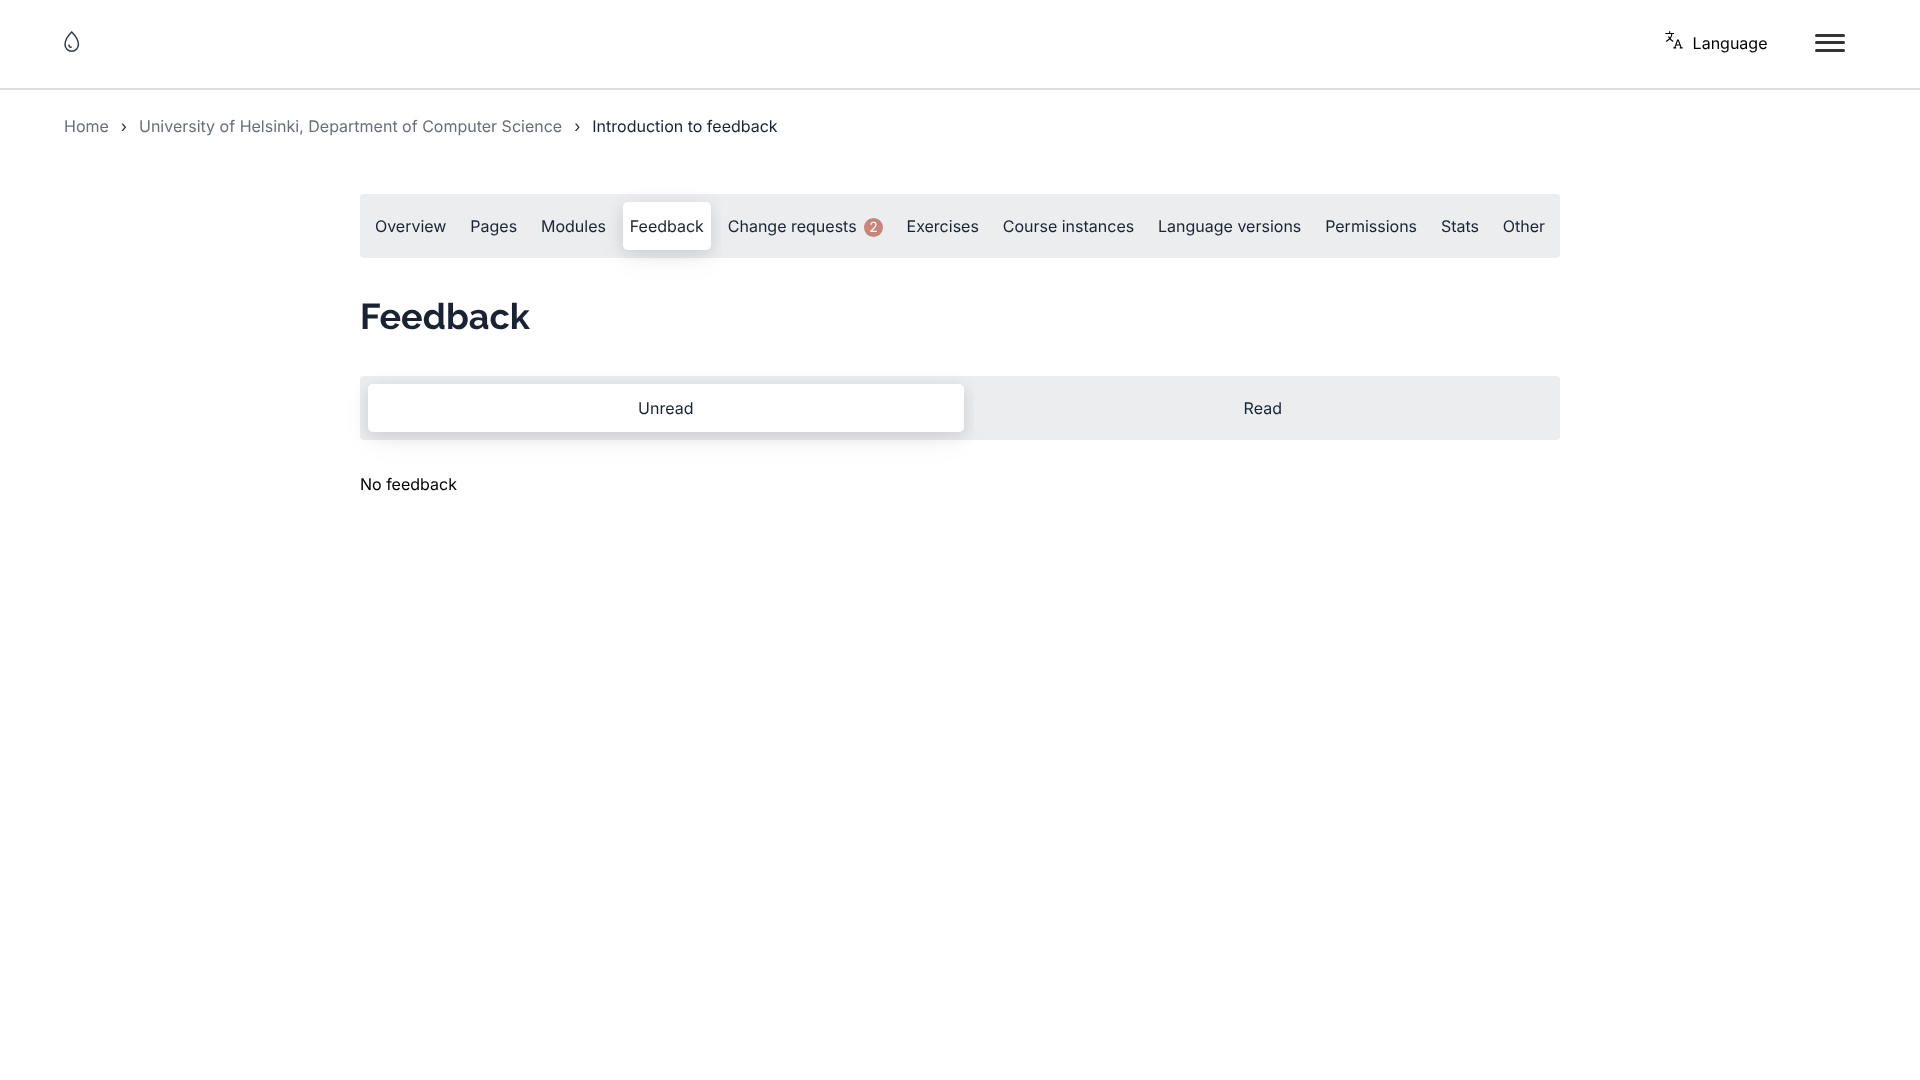 Language
Home › University of Helsinki, Department of Computer Science › Introduction to feedback
Overview Pages Modules Feedback Change requests 2 Exercises Course instances Language versions Permissions Stats Other
Feedback
Unread Read
No feedback